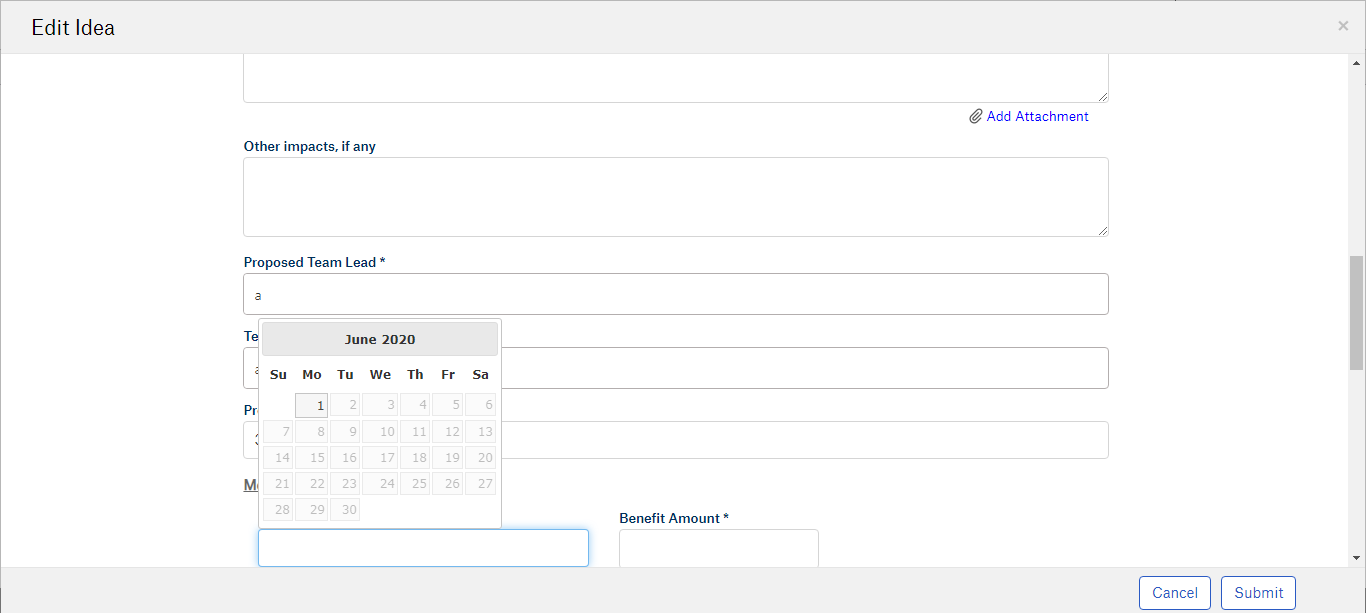 Edit Idea
×
Add Attachment
Other impacts, if any
Proposed Team Lead *
a
Te
June 2020
Su Mo Tu We Th Fr Sa
1 2 3 4 5 6
7 8 9 10 11 12 13
14 15 16 17 18 19 20
21 22 23 24 25 26 27
28 29 30
Pr
Benefit Amount *
Cancel Submit